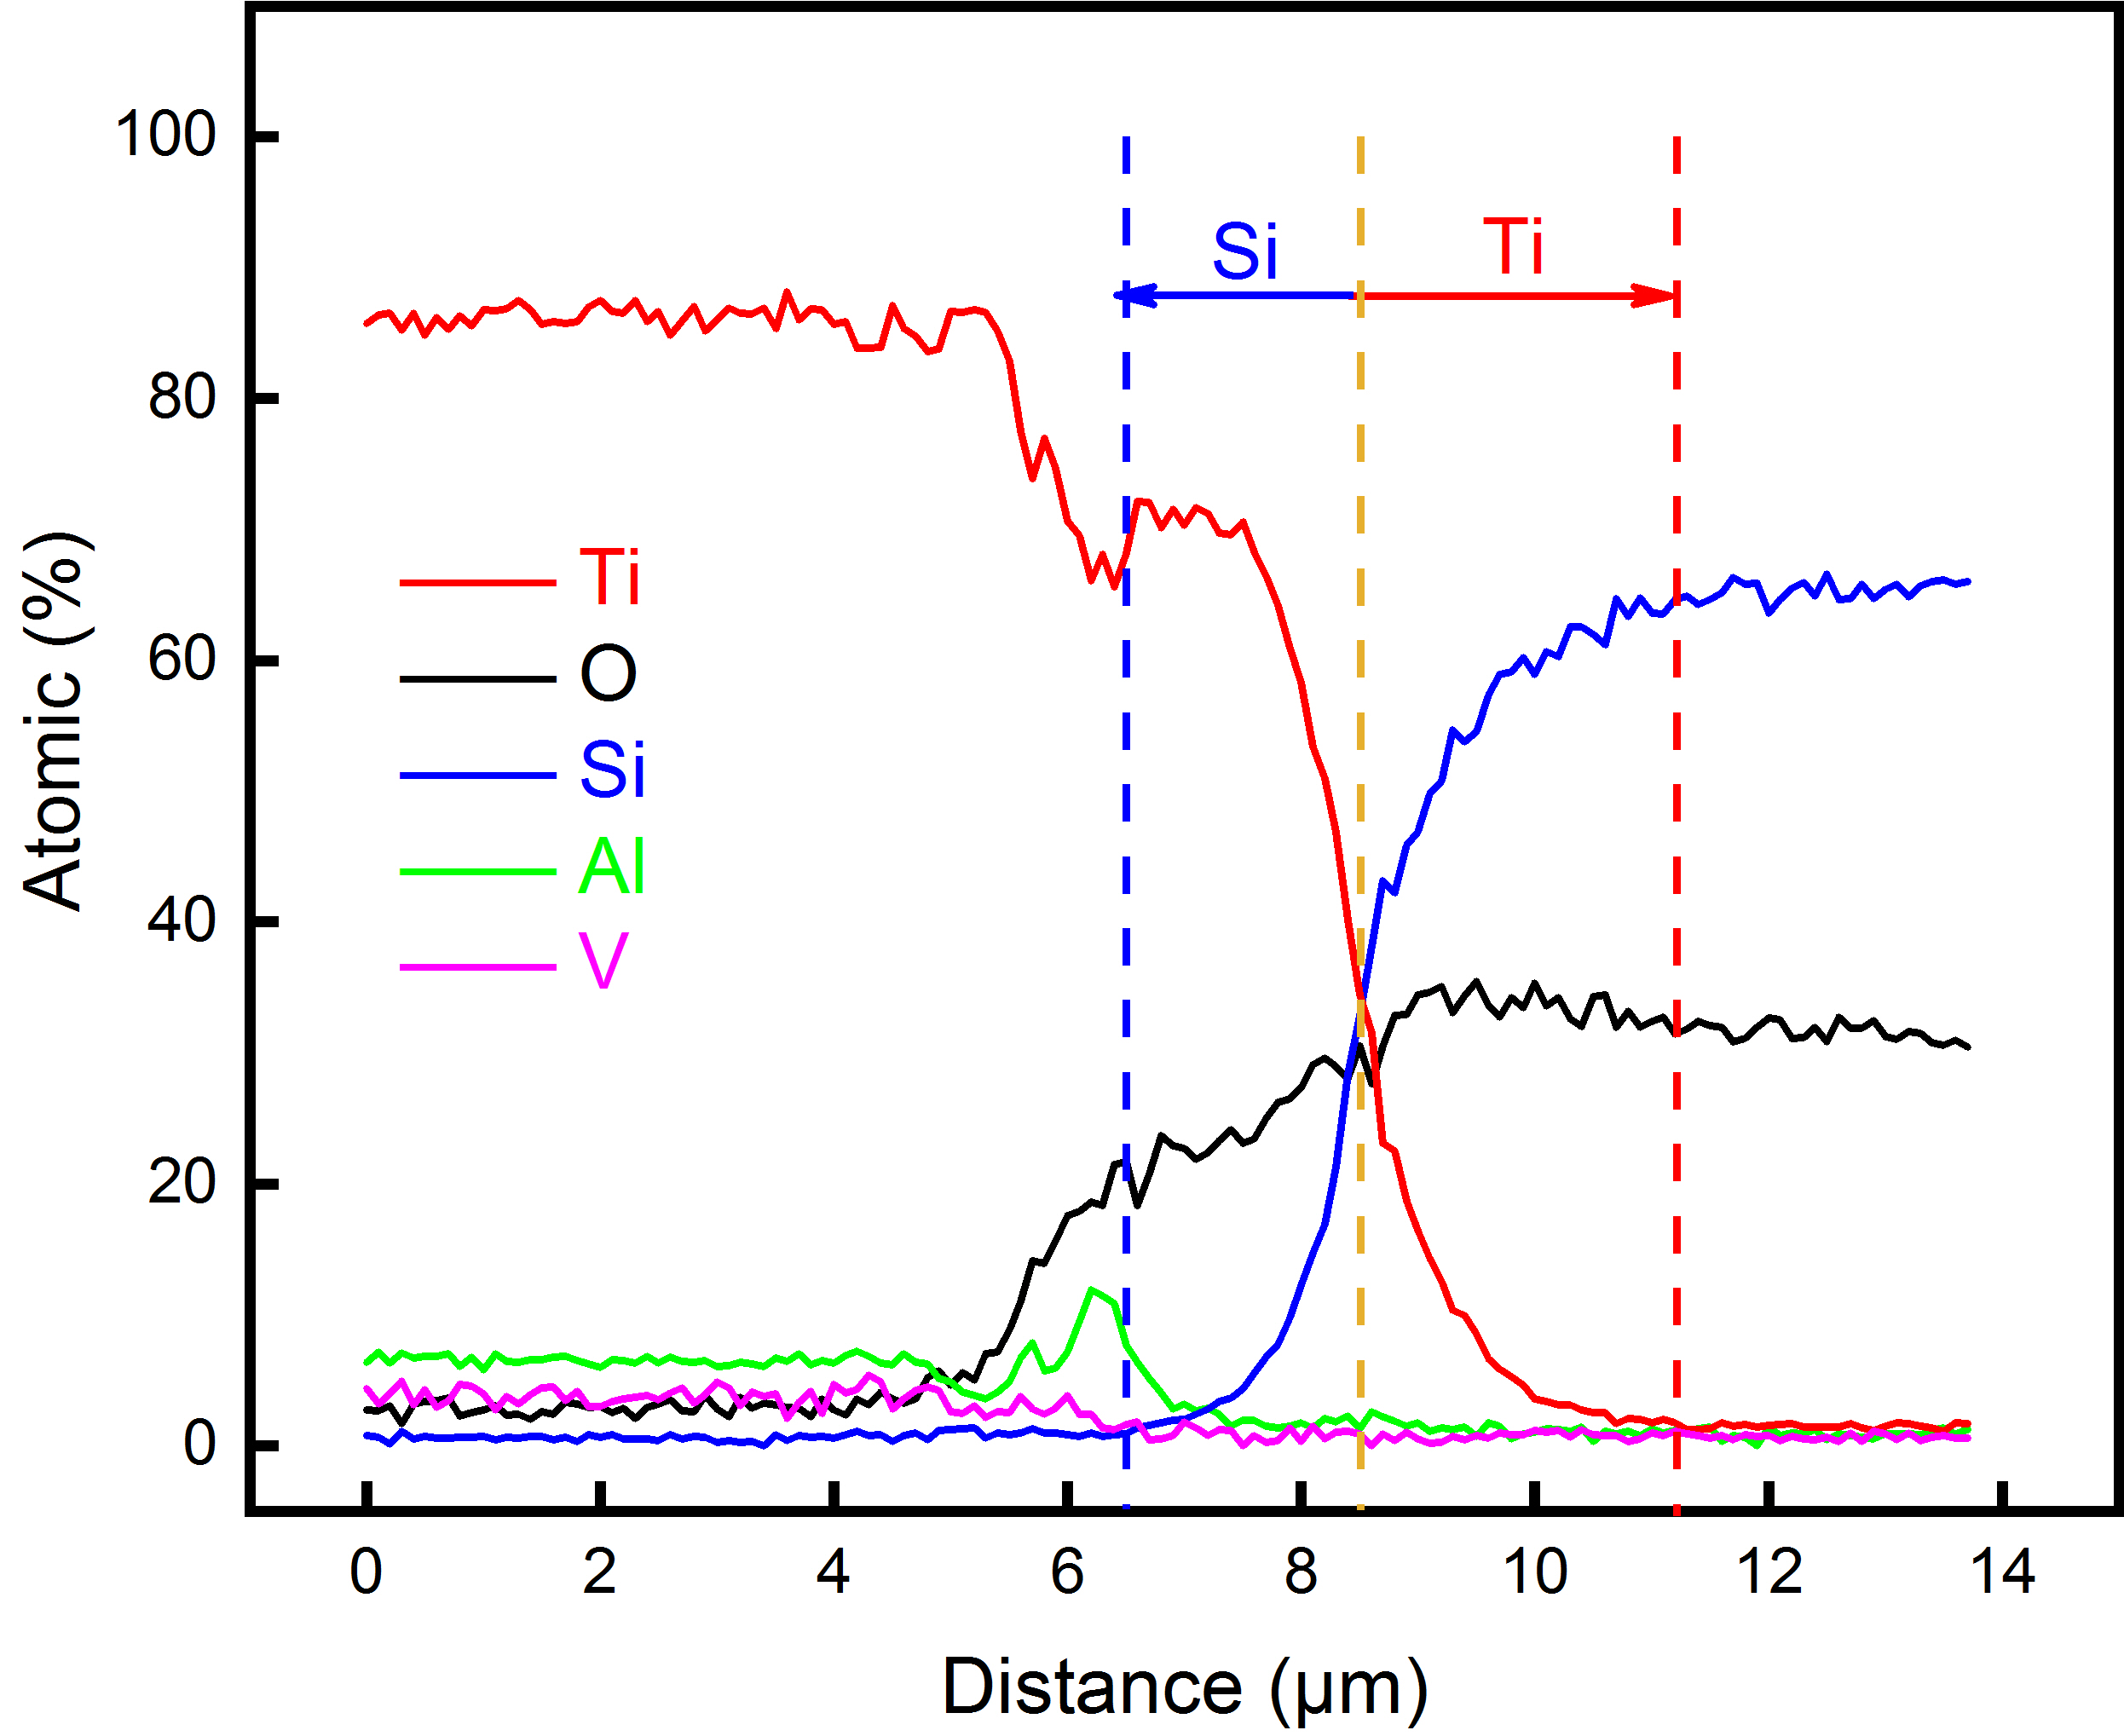 100
80
60
40
20
0
Atomic (%)
Si
Ti
Ti
O
Si
Al
V
0 2 4 6 8 10 12 14
Distance (μm)